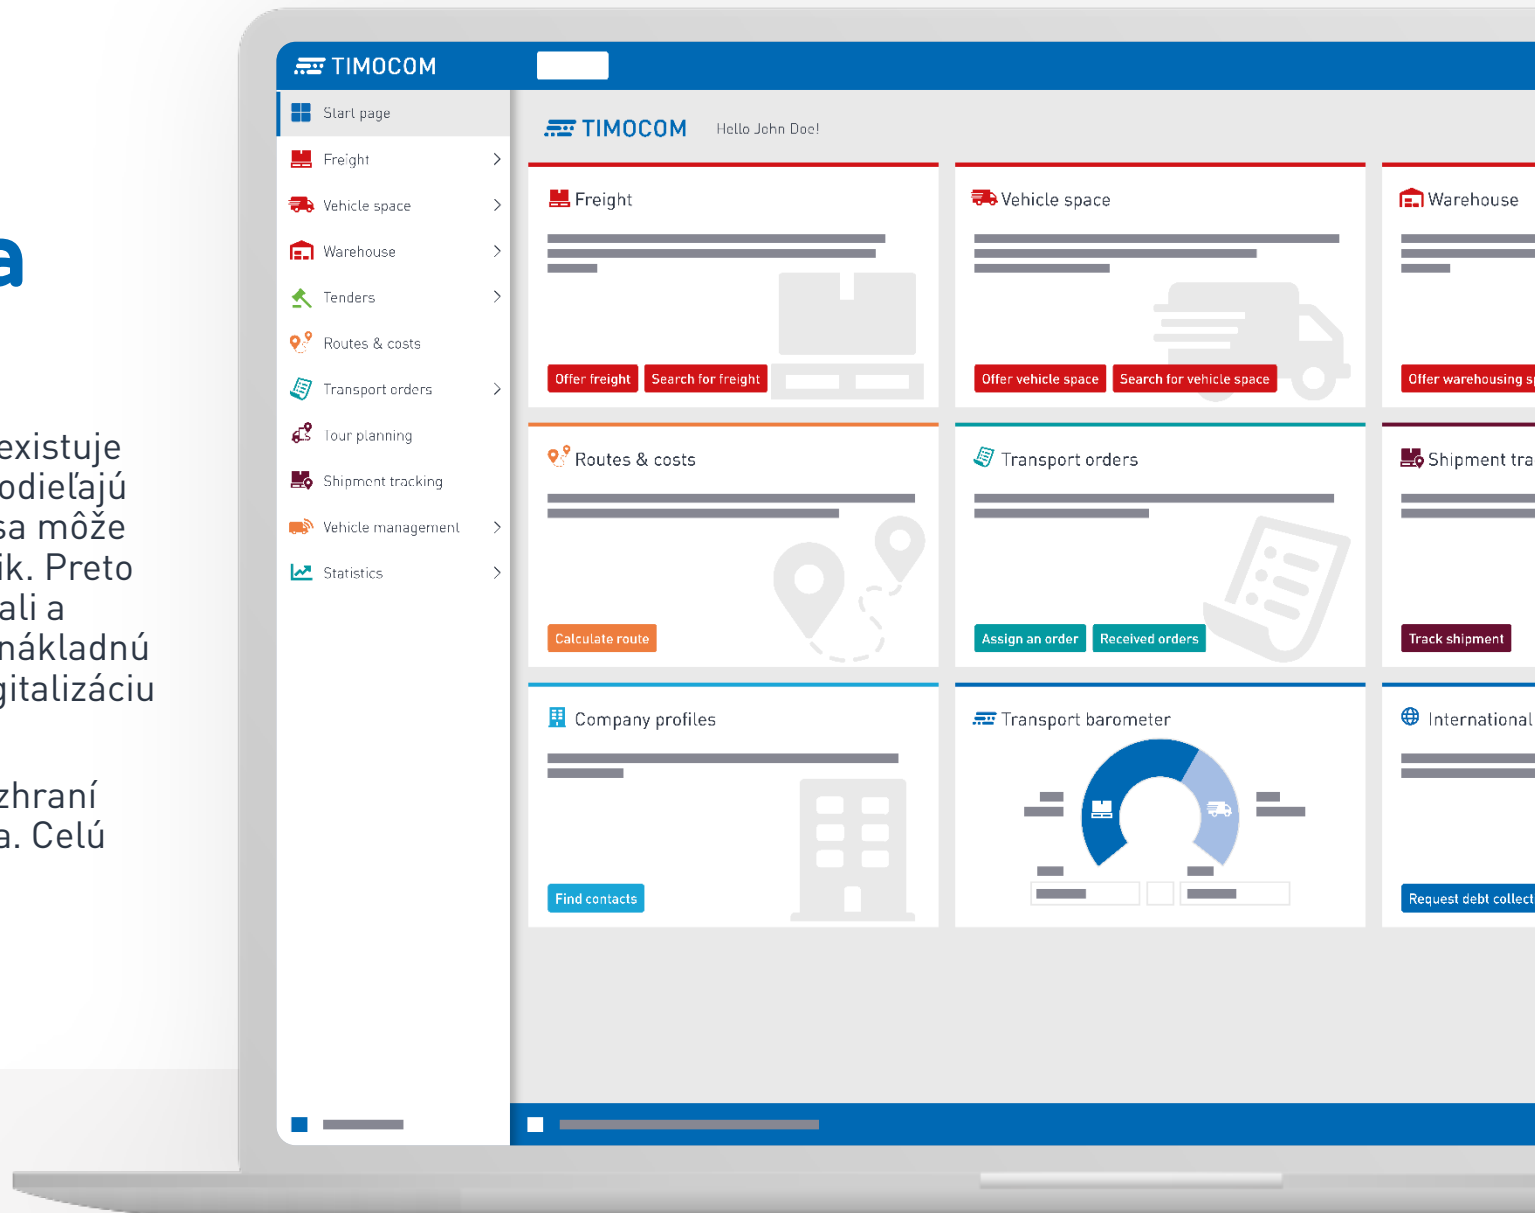 a
existuje
odieľajú
sa môže
ik. Preto
ali a
nákladnú
gitalizáciu
zhraní
a. Celú
TIMOCOM
Start page
Freight
Vehicle space
Warehouse
Tenders
Routes & costs
Transport orders
Tour planning
Shipment tracking
Vehicle management
Statistics
TIMOCOM Hello John Doe!
Freight
Offer freight Search for freight
Vehicle space
Offer vehicle space Search for vehicle space
Warehouse
Offer warehousing sp
Routes & costs
Calculate route
Transport orders
Assign an order Received orders
Shipment tra
Track shipment
Company profiles
Find contacts
Transport barometer
International
Request debt collect